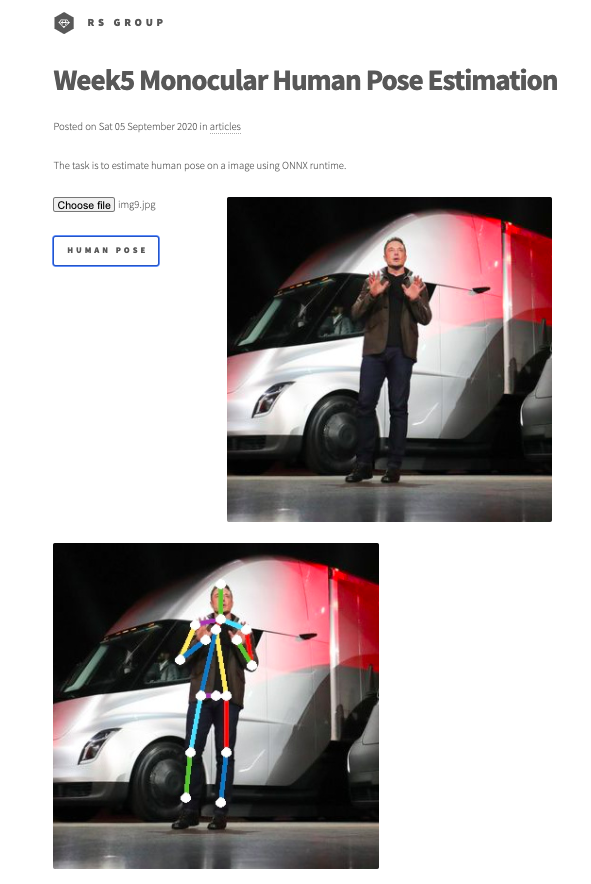 RS GROUP
Week5 Monocular Human Pose Estimation
Posted on Sat 05 September 2020 in articles
The task is to estimate human pose on a image using ONNX runtime.
Choose file img9.jpg
HUMAN POSE